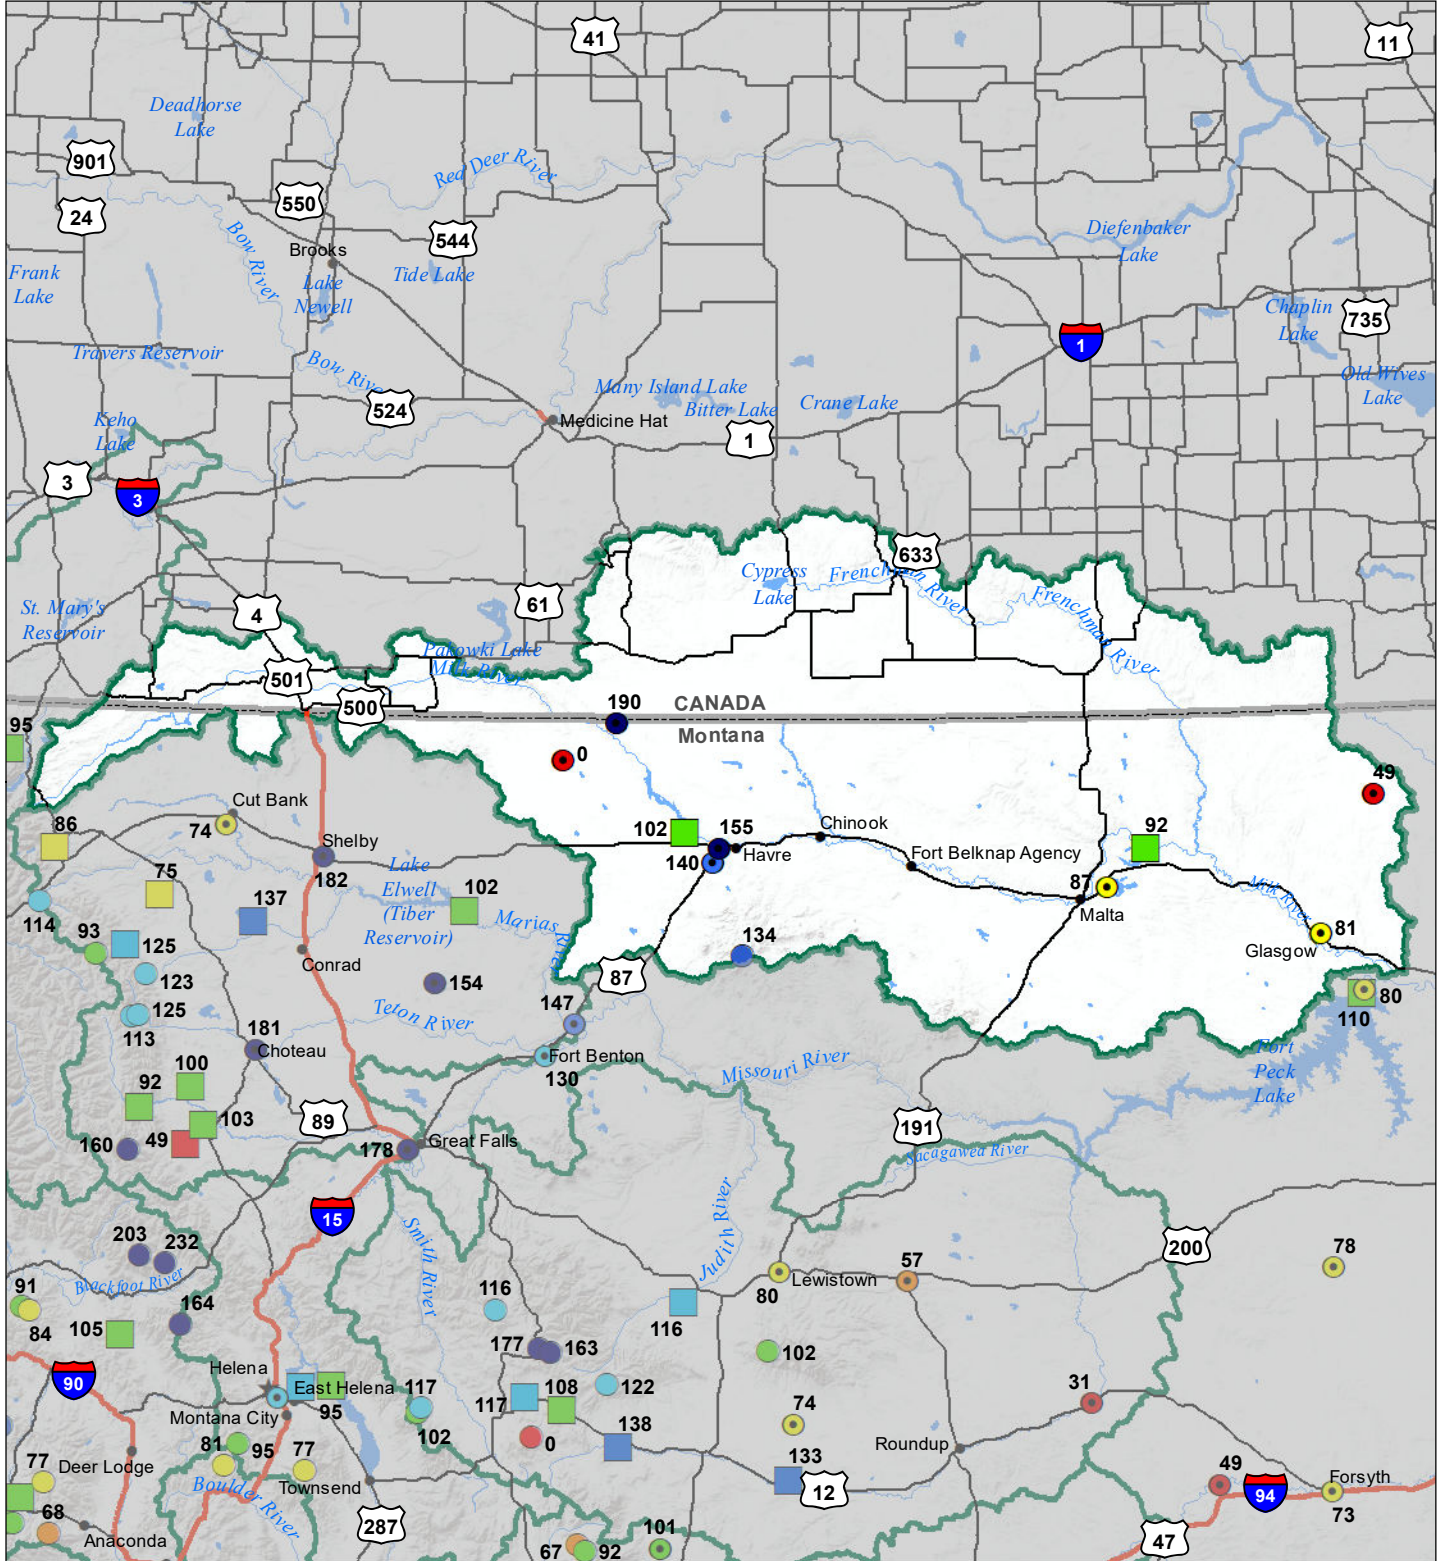 41
11
Deadhorse
Lake
901
Red Deer River
550
24
544
Bow River
Brooks
Diefenbaker
Lake
Frank
Lake
Tide Lake
Lake
Newell
Chaplin
Lake
735
1
Travers Reservoir
Bow River
Old Wives
Lake
Many Island Lake
Bitter Lake
Crane Lake
524
Keho
Lake
Medicine Hat
1
3
3
633
Cypress
Lake
Frenchman River
Frenchman River
61
4
St. Mary's
Reservoir
Pakowki Lake
Milk River
501
500
190
CANADA
Montana
95
0
49
Cut Bank
74
86
Shelby
182
102
155
Havre
140
Chinook
Fort Belknap Agency
92
87
Malta
Milk River
81
Glasgow
75
137
Lake
Elwell
(Tiber
Reservoir)
102
Marias River
114
93
125
123
Conrad
154
134
87
80
110
125
113
Teton River
147
181
Choteau
Fort Benton
130
Missouri River
Fort
Peck
Lake
100
92
103
89
49
160
178
Great Falls
191
Sacagawea River
15
Smith River
Judith River
203
232
Blackfoot River
200
78
91
84
164
105
116
116
80
Lewistown
57
177
163
102
90
Helena
East Helena
95
117
102
117
108
122
31
Montana City
0
138
74
Roundup
81
95
77
Townsend
133
12
49
94
Forsyth
73
77
Deer Lodge
Boulder River
68
Anaconda
287
67
92
101
47